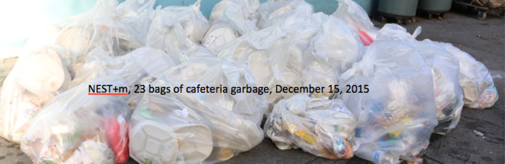 NEST+m, 23 bags of cafeteria garbage, December 15, 2015